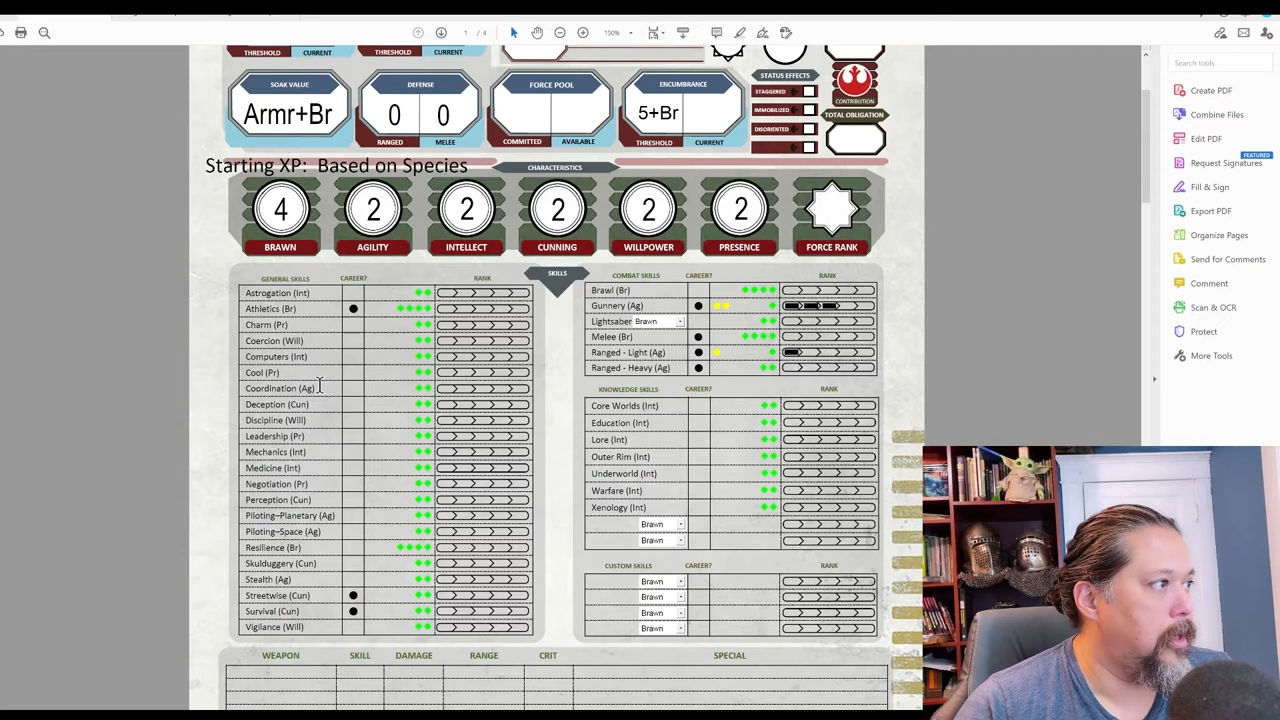 1 / 4
150%
Search tools
THRESHOLD CURRENT THRESHOLD CURRENT
SOAK VALUE
DEFENSE
FORCE POOL
ENCUMBRANCE
STATUS EFFECTS
STAGGERED
IMMOBILIZED
DISORIENTED
CONTRIBUTION
TOTAL OBLIGATION
Armr+Br
0 0
5+Br
RANGED MELEE
COMMITTED AVAILABLE
THRESHOLD CURRENT
Starting XP: Based on Species
CHARACTERISTICS
4 2 2 2 2 2
BRAWN AGILITY INTELLECT CUNNING WILLPOWER PRESENCE FORCE RANK
SKILLS
GENERAL SKILLS CAREER? RANK
Astrogation (Int)
Athletics (Br)
Charm (Pr)
Coercion (Will)
Computers (Int)
Cool (Pr)
Coordination (Ag)
Deception (Cun)
Discipline (Will)
Leadership (Pr)
Mechanics (Int)
Medicine (Int)
Negotiation (Pr)
Perception (Cun)
Piloting–Planetary (Ag)
Piloting–Space (Ag)
Resilience (Br)
Skulduggery (Cun)
Stealth (Ag)
Streetwise (Cun)
Survival (Cun)
Vigilance (Will)
COMBAT SKILLS CAREER? RANK
Brawl (Br)
Gunnery (Ag)
Lightsaber Brawn
Melee (Br)
Ranged - Light (Ag)
Ranged - Heavy (Ag)
KNOWLEDGE SKILLS CAREER? RANK
Core Worlds (Int)
Education (Int)
Lore (Int)
Outer Rim (Int)
Underworld (Int)
Warfare (Int)
Xenology (Int)
Brawn
Brawn
CUSTOM SKILLS CAREER? RANK
Brawn
Brawn
Brawn
Brawn
WEAPON SKILL DAMAGE RANGE CRIT SPECIAL
Create PDF
Combine Files
Edit PDF
FEATURED
Request Signatures
Fill & Sign
Export PDF
Organize Pages
Send for Comments
Comment
Scan & OCR
Protect
More Tools